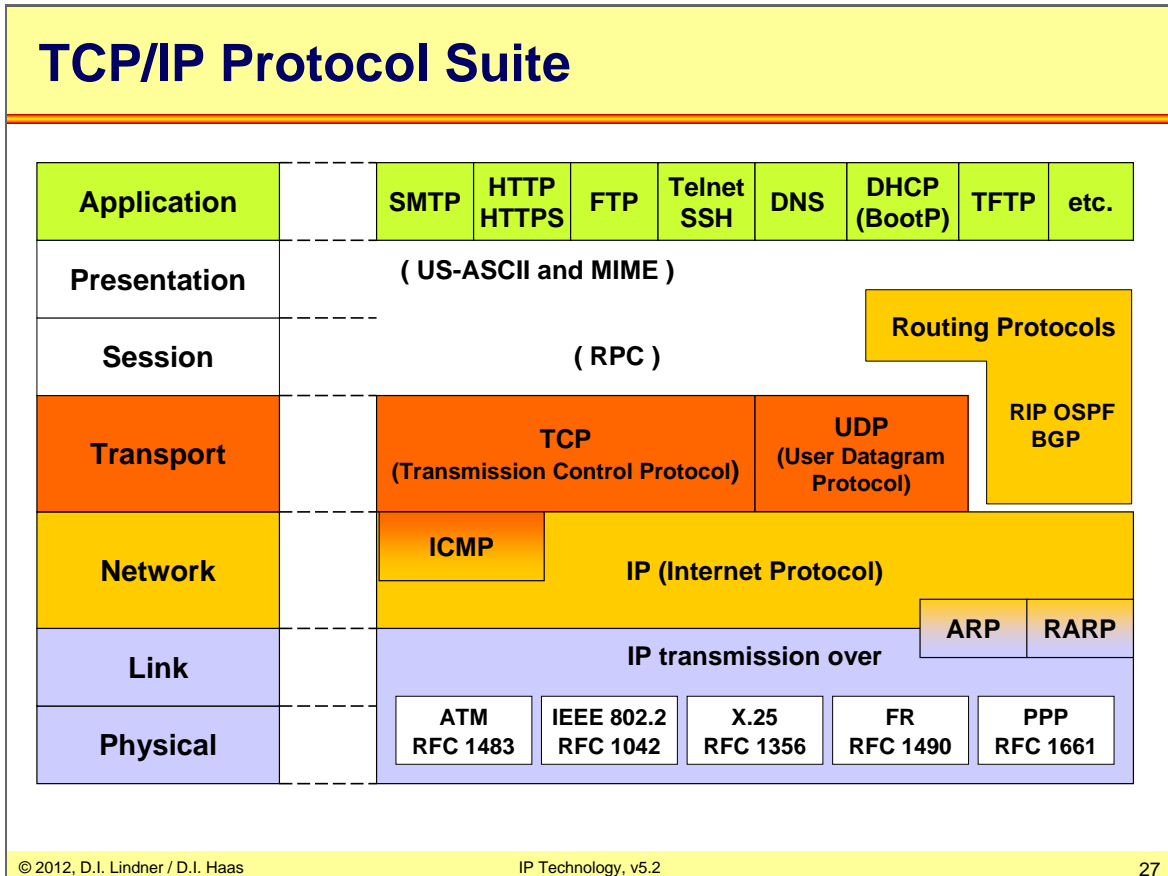 TCP/IP Protocol Suite
Application
SMTP
HTTP
HTTPS
FTP
Telnet
SSH
DNS
DHCP
(BootP)
TFTP
etc.
Presentation
( US-ASCII and MIME )
Session
( RPC )
Routing Protocols
RIP OSPF
BGP
Transport
TCP
(Transmission Control Protocol)
UDP
(User Datagram
Protocol)
Network
ICMP
IP (Internet Protocol)
ARP
RARP
Link
IP transmission over
Physical
ATM
RFC 1483
IEEE 802.2
RFC 1042
X.25
RFC 1356
FR
RFC 1490
PPP
RFC 1661
© 2012, D.I. Lindner / D.I. Haas
IP Technology, v5.2
27